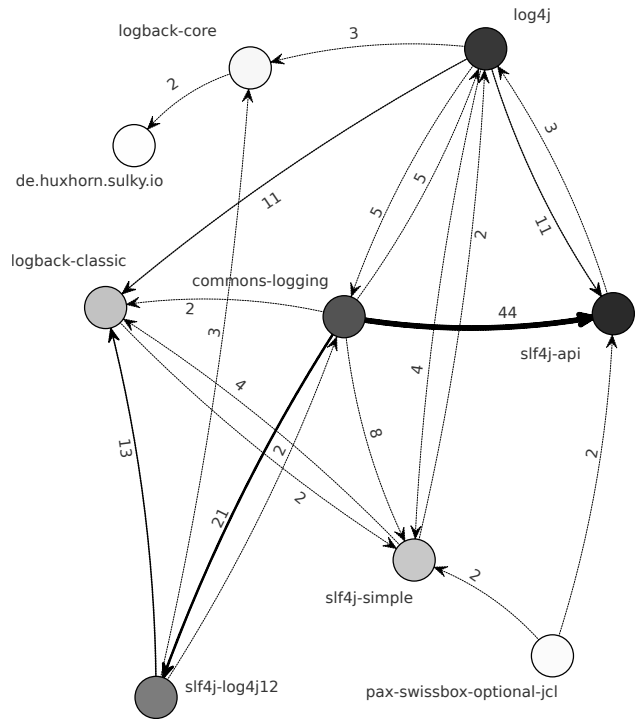 log4j
logback-core
3
2
3
de.huxhorn.sulky.io
5
5
11
11
2
logback-classic
commons-logging
2
44
3
slf4j-api
4
4
8
13
2
2
2
21
2
slf4j-simple
slf4j-log4j12
pax-swissbox-optional-jcl